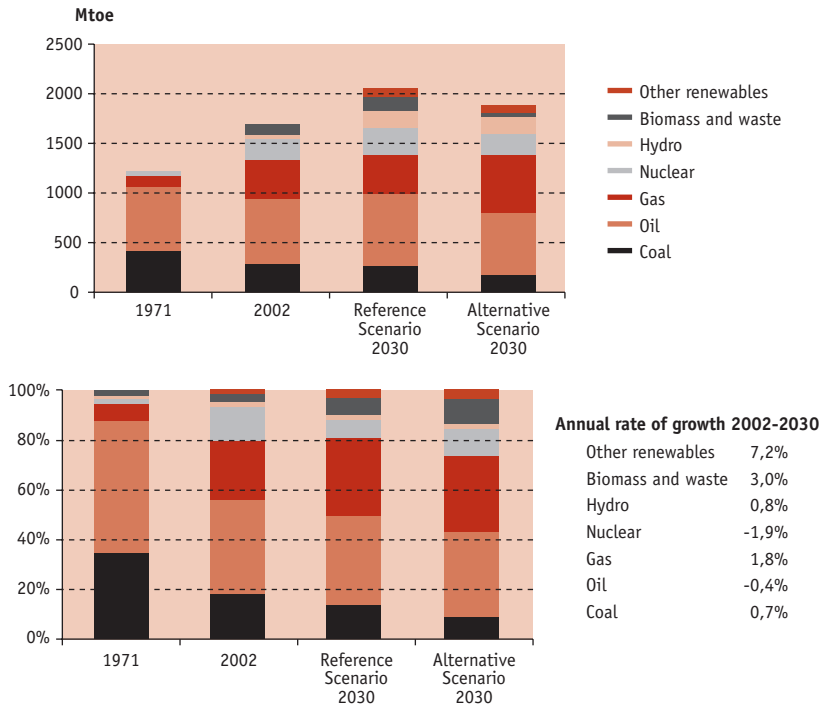 Mtoe
2500
2000
1500
1000
500
0
1971
2002
Reference
Scenario
2030
Alternative
Scenario
2030
Other renewables
Biomass and waste
Hydro
Nuclear
Gas
Oil
Coal
100%
80%
60%
40%
20%
0%
1971
2002
Reference
Scenario
2030
Alternative
Scenario
2030
Annual rate of growth 2002-2030
Other renewables 7,2%
Biomass and waste 3,0%
Hydro 0,8%
Nuclear -1,9%
Gas 1,8%
Oil -0,4%
Coal 0,7%